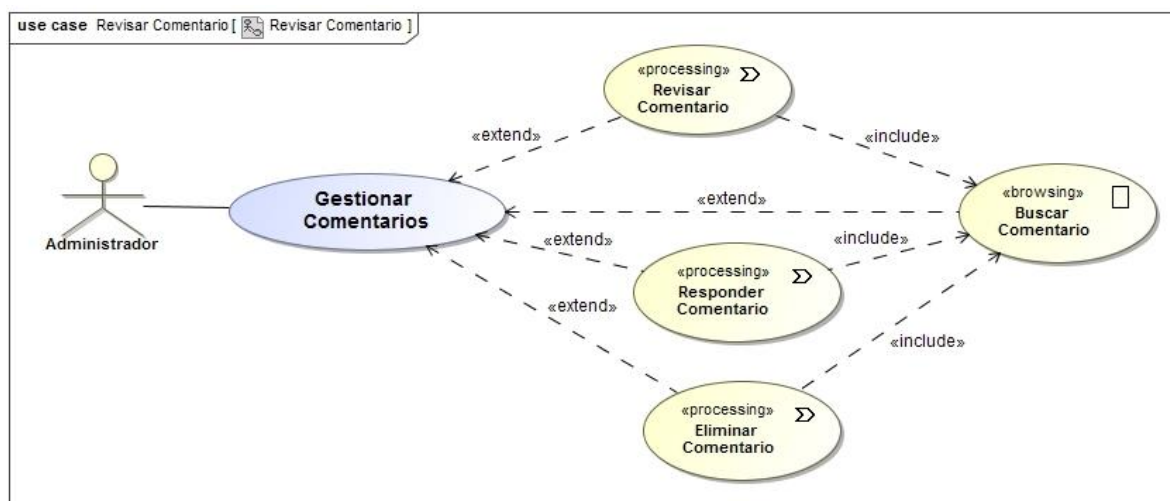 use case Revisar Comentario [ Revisar Comentario ]
«processing»
Revisar
Comentario
«extend»
«include»
Administrador
Gestionar
Comentarios
«extend»
«browsing»
Buscar
Comentario
«extend»
«include»
«processing»
Responder
Comentario
«extend»
«include»
«processing»
Eliminar
Comentario